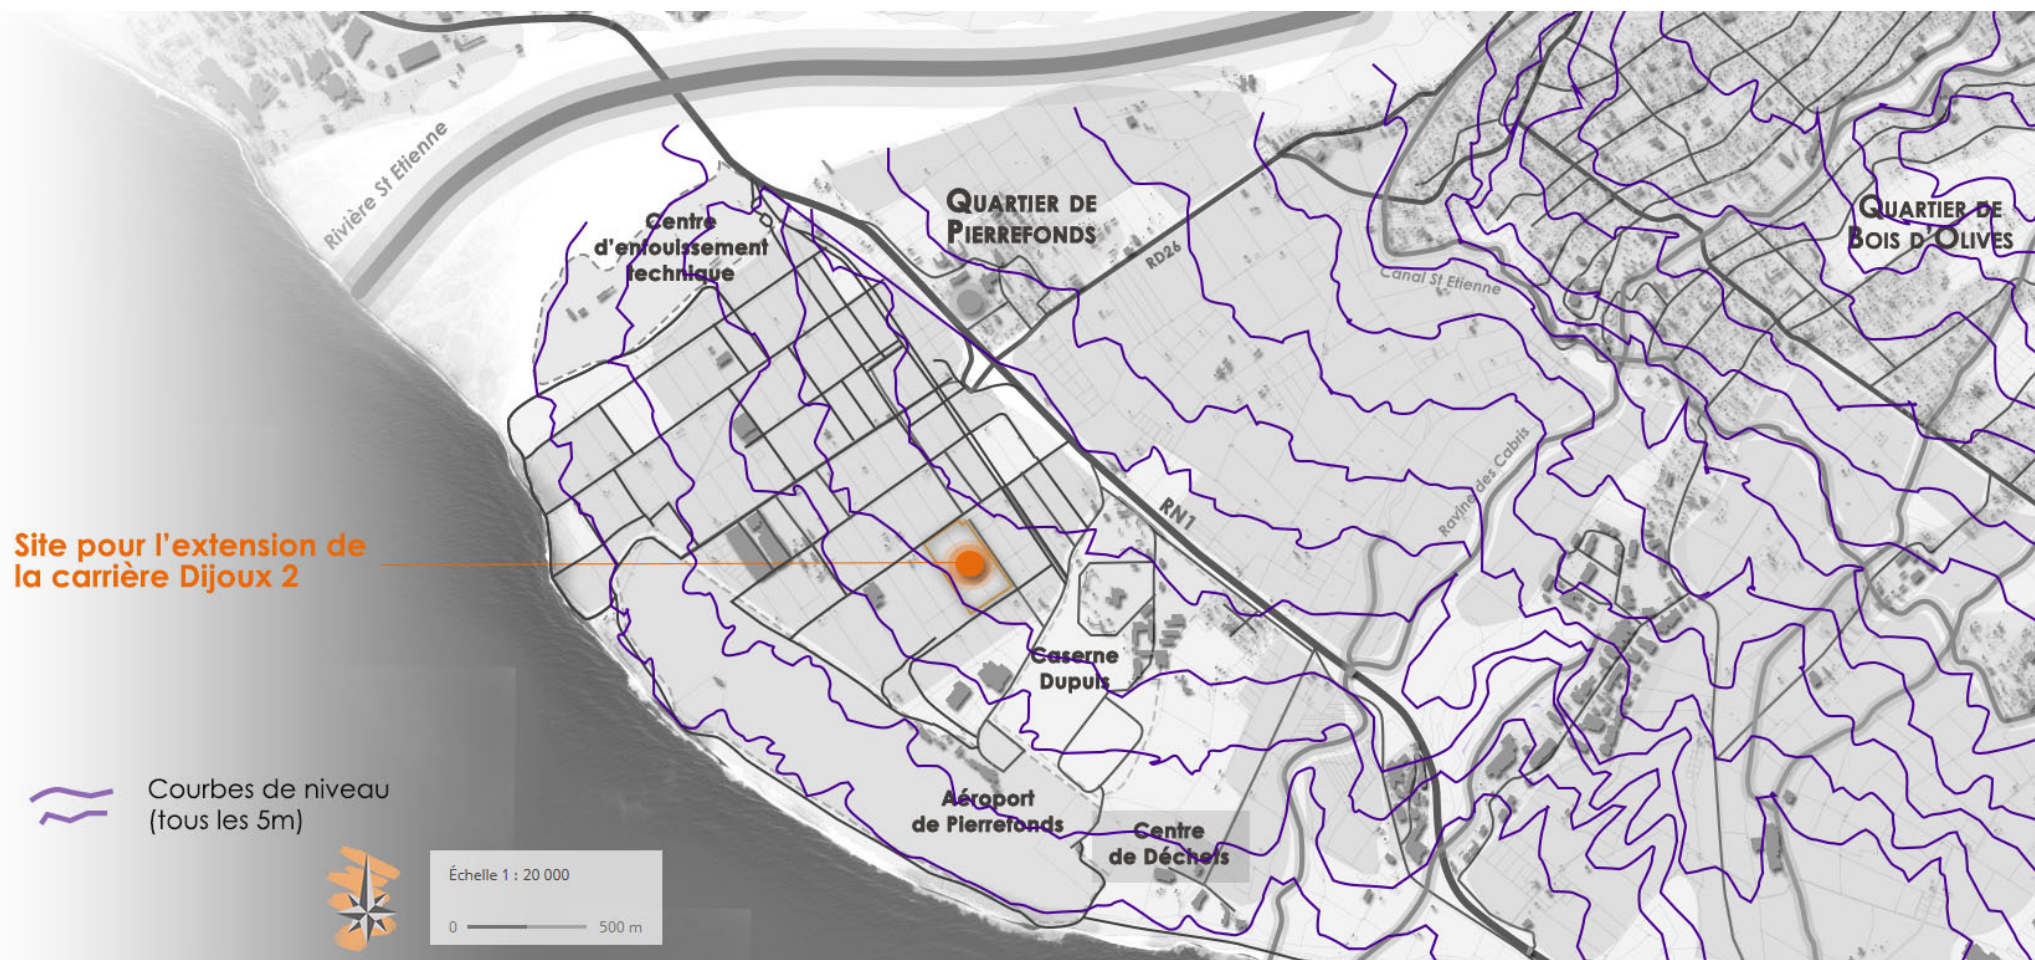 Rivière St Etienne
Centre
d'enfouissement
technique
QUARTIER DE
PIERREFONDS
RD26
Canal St Etienne
QUARTIER DE
BOIS D'OLIVES
Ravine des Cabris
RN1
Site pour l'extension de
la carrière Dijoux 2
Caserne
Dupuis
Aéroport
de Pierrefonds
Centre
de Déchets
Courbes de niveau
(tous les 5m)
Échelle 1 : 20 000
0 500 m